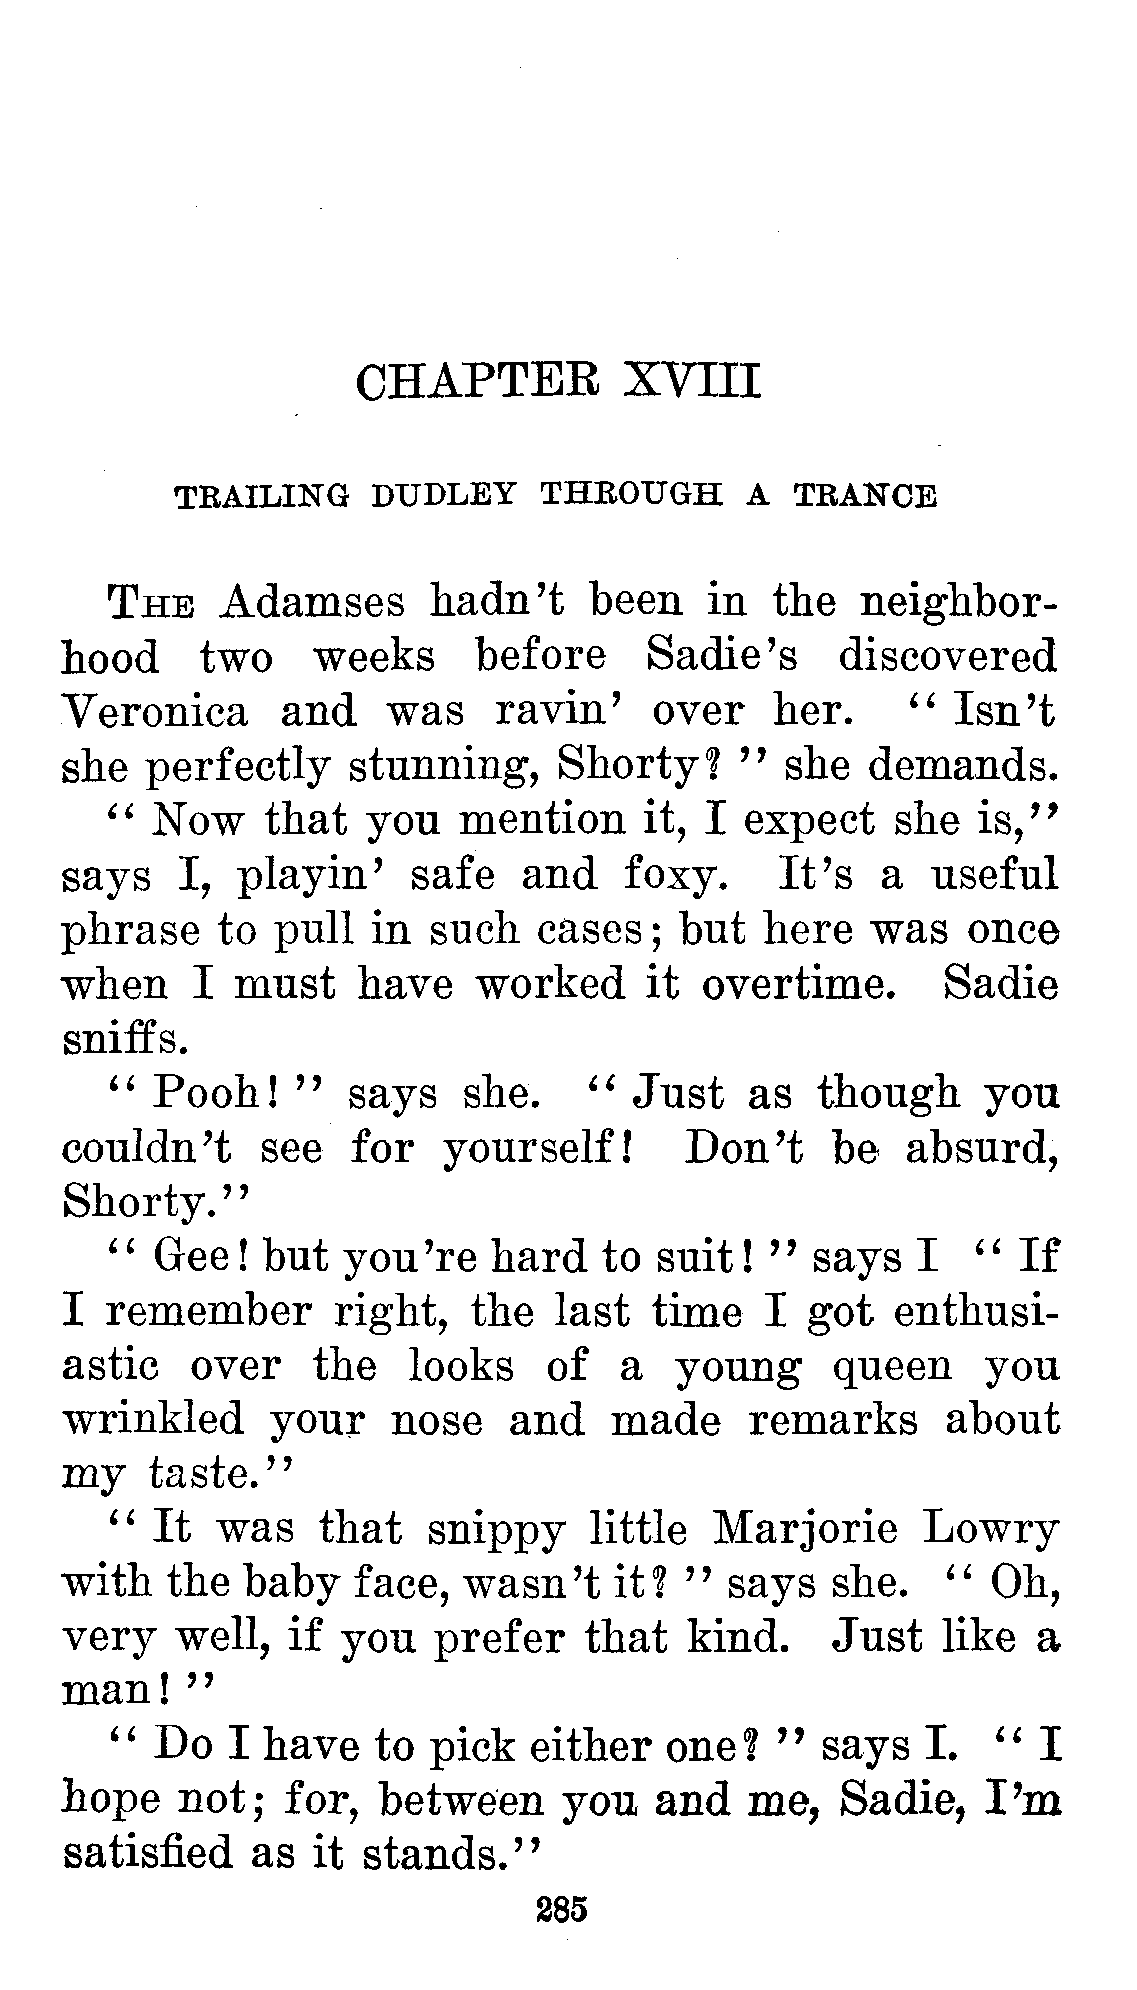 CHAPTER XVIII
TRAILING DUDLEY THROUGH A TRANCE
THE Adamses hadn't been in the neighbor-
hood two weeks before Sadie's discovered
Veronica and was ravin' over her. "Isn't
she perfectly stunning, Shorty?" she demands.
"Now that you mention it, I expect she is,"
says I, playin' safe and foxy. It's a useful
phrase to pull in such cases; but here was once
when I must have worked it overtime. Sadie
sniffs.
"Pooh!" says she. "Just as though you
couldn't see for yourself! Don't be absurd,
Shorty."
"Gee! but you're hard to suit!" says I "If
I remember right, the last time I got enthusi-
astic over the looks of a young queen you
wrinkled your nose and made remarks about
my taste."
"It was that snippy little Marjorie Lowry
with the baby face, wasn't it?" says she. "Oh,
very well, if you prefer that kind. Just like a
man!"
"Do I have to pick either one?" says I. "I
hope not; for, between you and me, Sadie, I'm
satisfied as it stands."
285